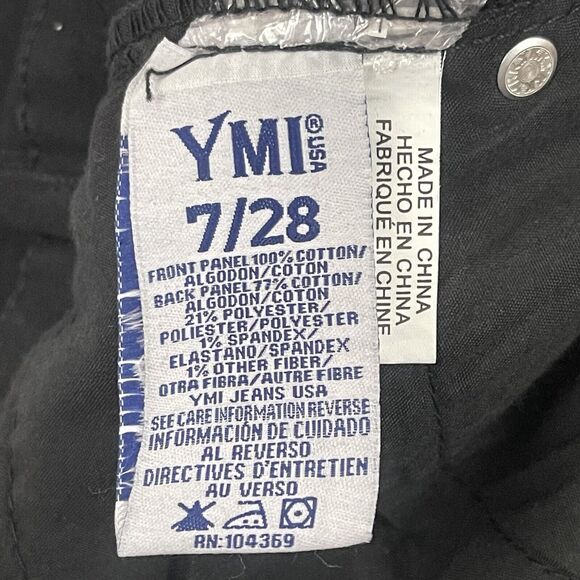 YMI® USA
7/28
FRONT PANEL 100% COTTON/
ALGODON/COTON
BACK PANEL 77% COTTON/
ALGODON/COTON
21% POLYESTER/
POLIESTER/POLYESTER
1% SPANDEX/
ELASTANO/SPANDEX
1% OTHER FIBER/
OTRA FIBRA/AUTRE FIBRE
YMI JEANS USA
SEE CARE INFORMATION REVERSE
INFORMACIÓN DE CUIDADO
AL REVERSO
DIRECTIVES D'ENTRETIEN
AU VERSO
RN:104369
MADE IN CHINA
HECHO EN CHINA
FABRIQUÉ EN CHINE